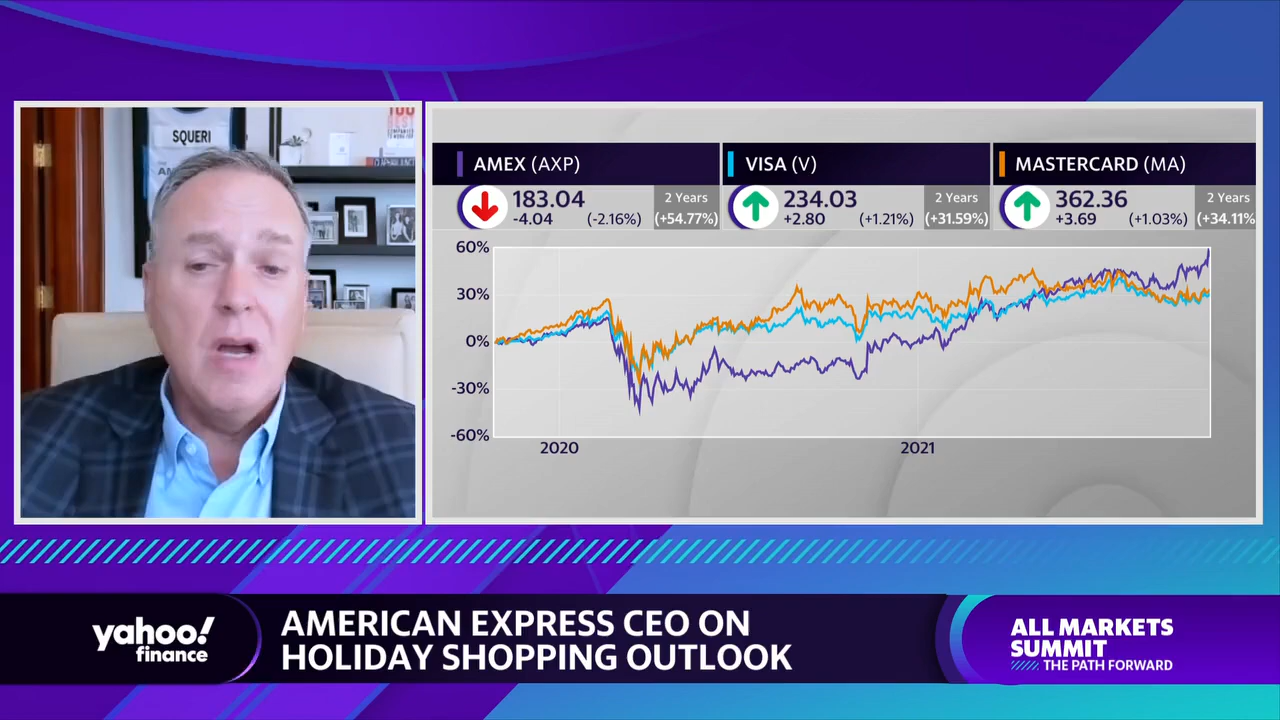 SQUERI
AMEX (AXP)
183.04
-4.04 (-2.16%)
2 Years
(+54.77%)
VISA (V)
234.03
+2.80 (+1.21%)
2 Years
(+31.59%)
MASTERCARD (MA)
362.36
+3.69 (+1.03%)
2 Years
(+34.11%
60%
30%
0%
-30%
-60%
2020
2021
yahoo!
finance
AMERICAN EXPRESS CEO ON
HOLIDAY SHOPPING OUTLOOK
ALL MARKETS
SUMMIT
THE PATH FORWARD